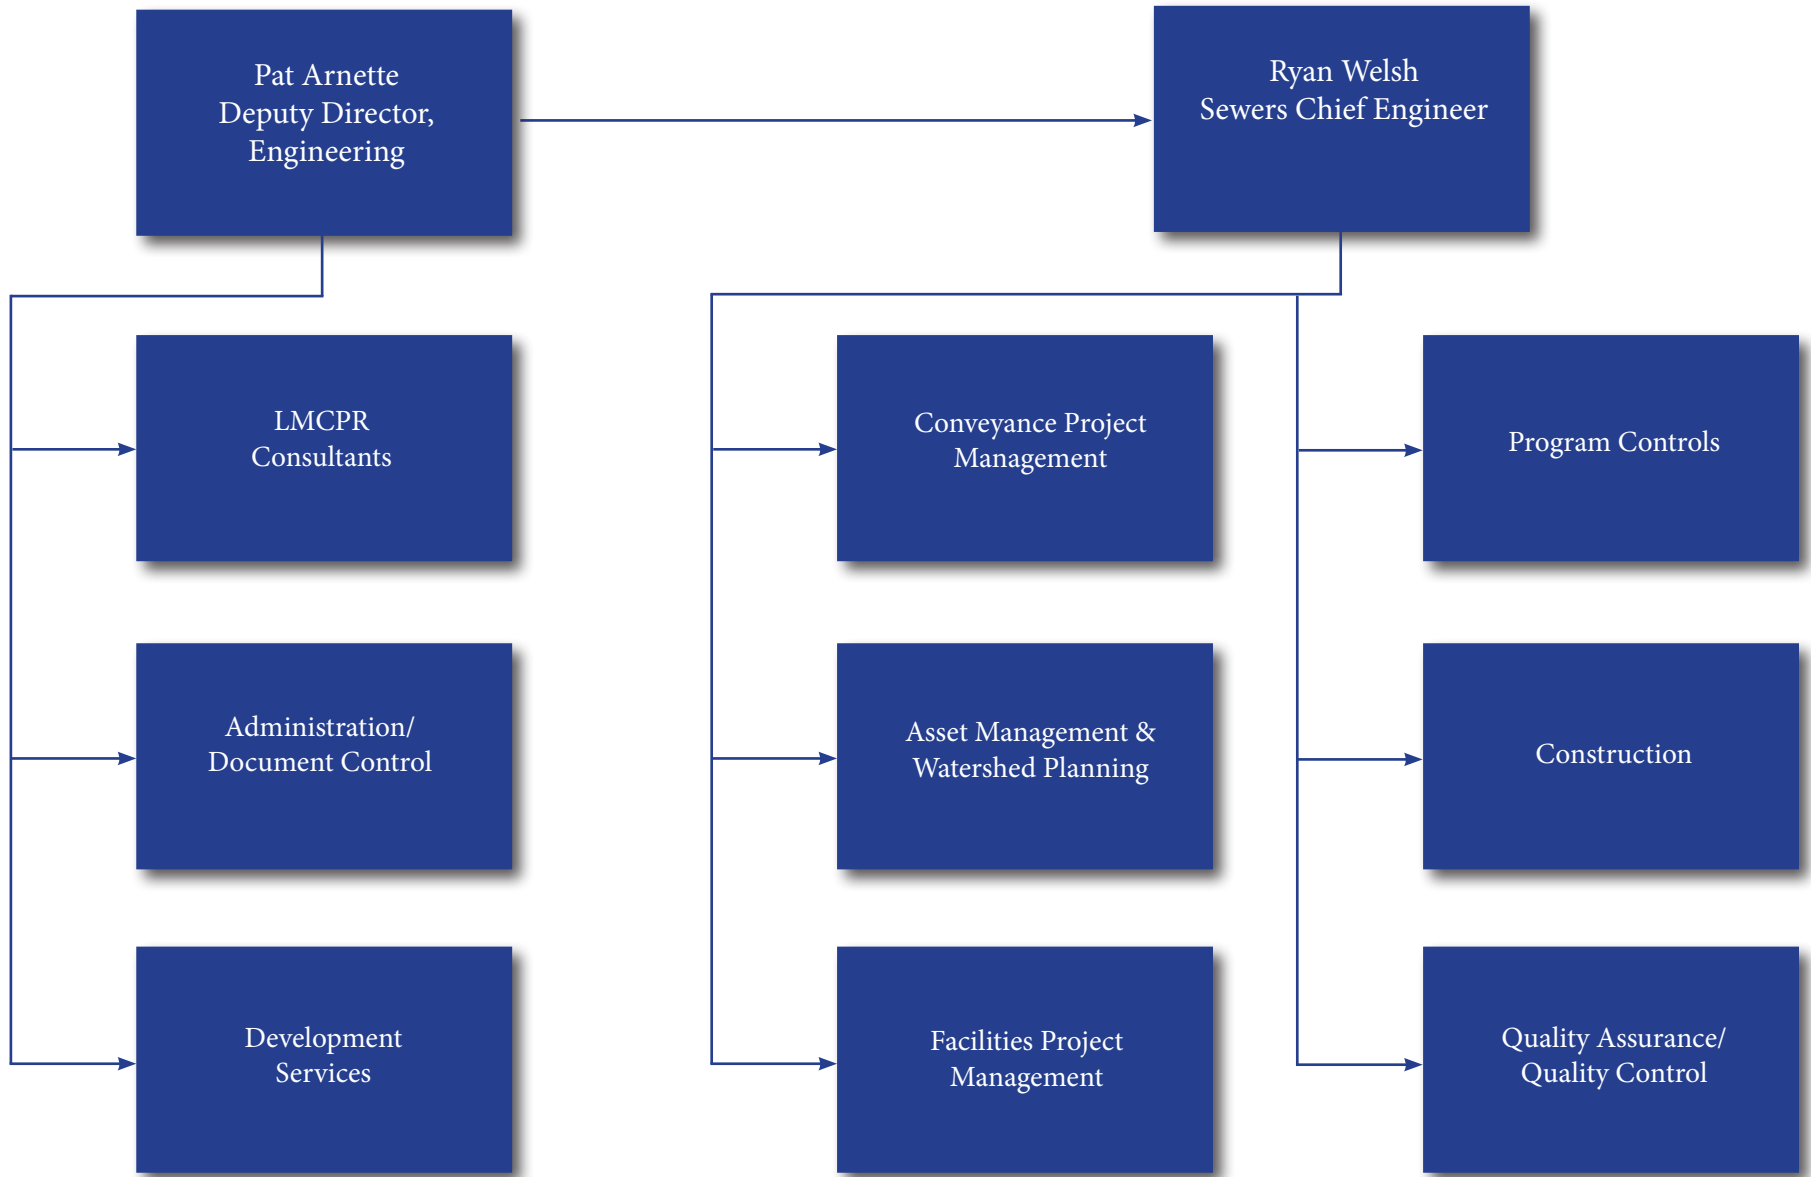 Pat Arnette
Deputy Director,
Engineering
Ryan Welsh
Sewers Chief Engineer
LMCPR
Consultants
Conveyance Project
Management
Program Controls
Administration/
Document Control
Asset Management &
Watershed Planning
Construction
Development
Services
Facilities Project
Management
Quality Assurance/
Quality Control